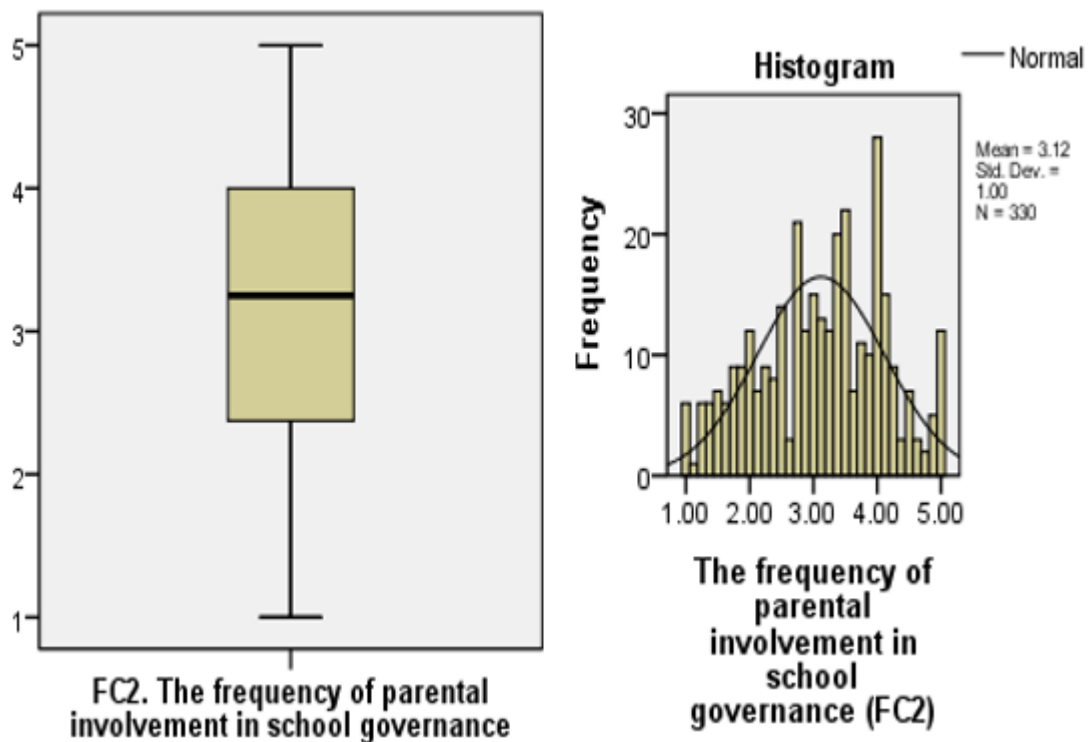 5
4
3
2
1
FC2. The frequency of parental
involvement in school governance
Histogram
Normal
Frequency
30
20
10
0
1.00 2.00 3.00 4.00 5.00
Mean = 3.12
Std. Dev. =
1.00
N = 330
The frequency of
parental
involvement in
school
governance (FC2)